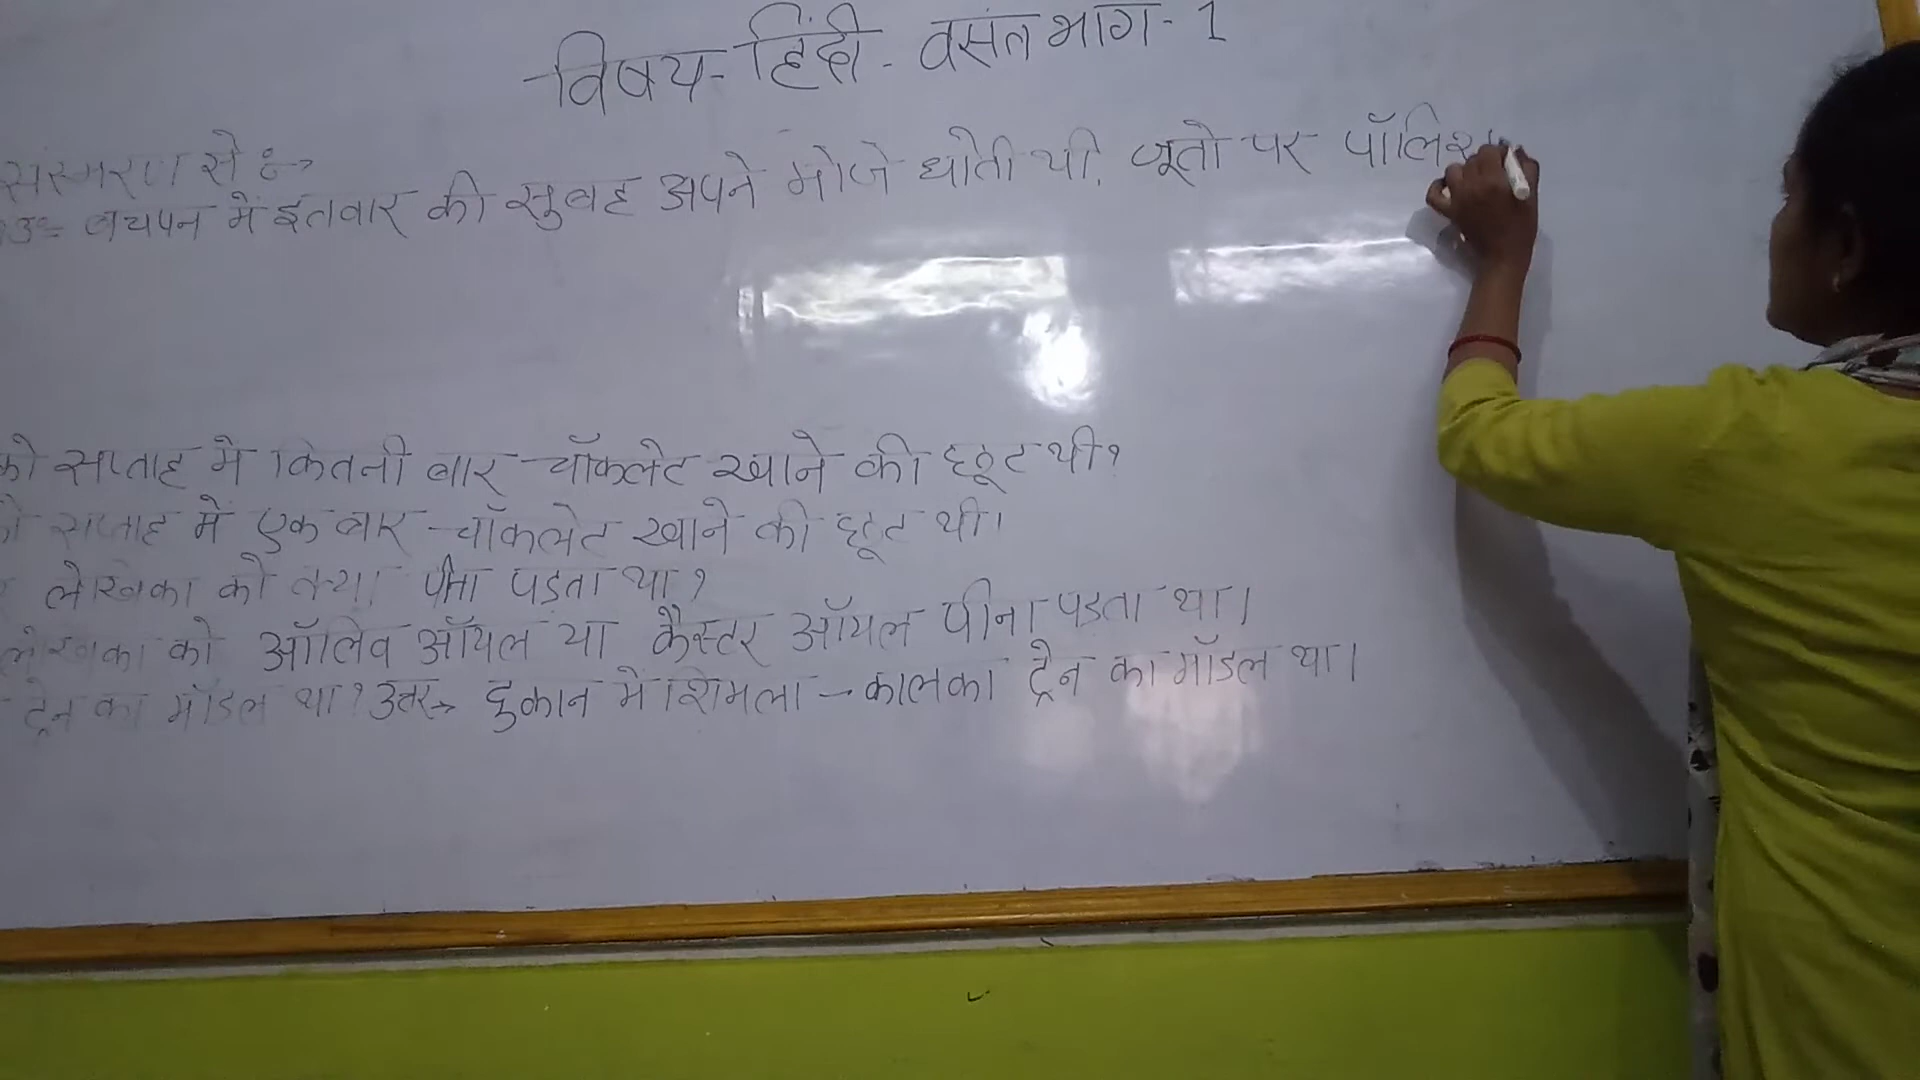 विषय - हिंदी - वसंत भाग - 1
संस्मरण से :→
बचपन में इतवार की सुबह अपने मोजे धोती थी, जूतो पर पॉलिश
को सप्ताह में कितनी बार चॉकलेट खाने की छूट थी?
सप्ताह में एक बार चॉकलेट खाने की छूट थी।
लेखिका को क्या पीना पड़ता था?
लेखिका को ऑलिव ऑयल या कैस्टर ऑयल पीना पड़ता था।
ट्रेन का मॉडल था? उत्तर→ दुकान में शिमला - कालका ट्रेन का मॉडल था।